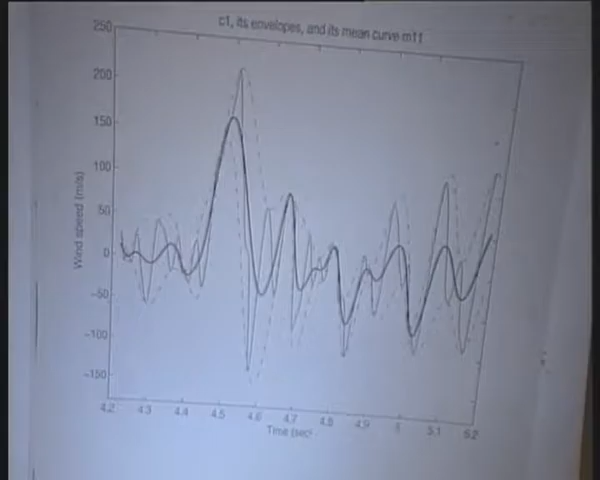 c1, its envelopes, and its mean curve m11
250
200
150
100
50
0
-50
-100
-150
Wind speed (m/s)
4.2 4.3 4.4 4.5 4.6 4.7 4.8 4.9 5 5.1 5.2
Time (sec